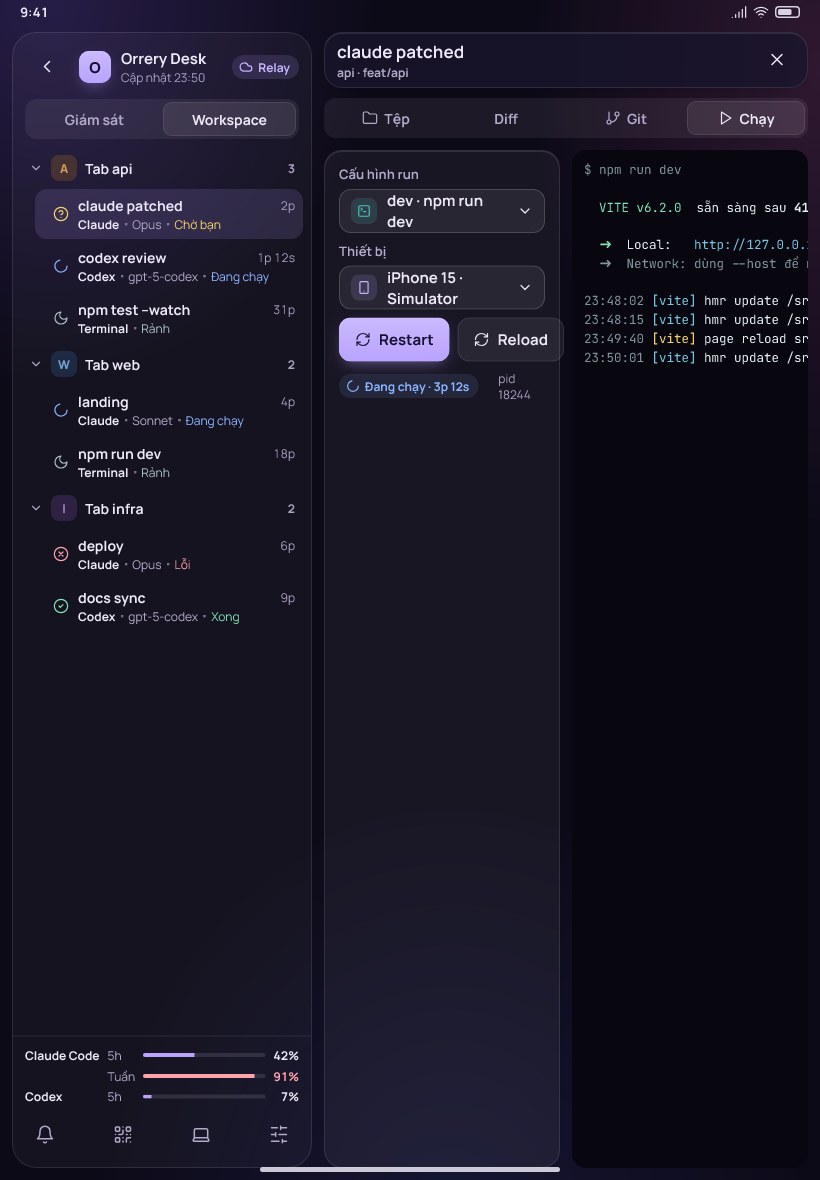 9:41
O
Orrery Desk
Cập nhật 23:50
Relay
Giám sát
Workspace
A
Tab api
3
claude patched
2p
Claude • Opus • Chờ bạn
codex review
1p 12s
Codex • gpt-5-codex • Đang chạy
npm test –watch
31p
Terminal • Rảnh
W
Tab web
2
landing
4p
Claude • Sonnet • Đang chạy
npm run dev
18p
Terminal • Rảnh
I
Tab infra
2
deploy
6p
Claude • Opus • Lỗi
docs sync
9p
Codex • gpt-5-codex • Xong
Claude Code 5h 42%
Tuần 91%
Codex 5h 7%
claude patched
api · feat/api
Tệp
Diff
Git
Chạy
Cấu hình run
dev · npm run
dev
Thiết bị
iPhone 15 ·
Simulator
Restart
Reload
Đang chạy · 3p 12s
pid
18244
$ npm run dev
VITE v6.2.0 sẵn sàng sau 41
➜ Local: http://127.0.0.
➜ Network: dùng --host để
23:48:02 [vite] hmr update /sr
23:48:15 [vite] hmr update /sr
23:49:40 [vite] page reload sr
23:50:01 [vite] hmr update /sr